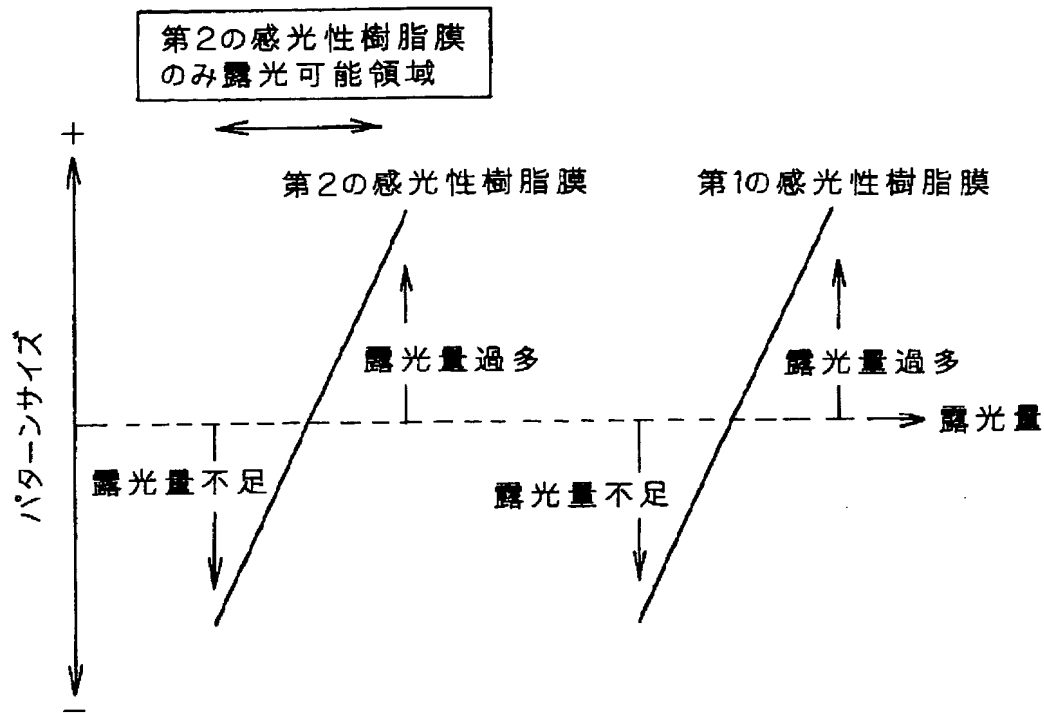 第2の感光性樹脂膜
のみ露光可能領域
+
第2の感光性樹脂膜
第1の感光性樹脂膜
露光量過多
露光量過多
パターンサイズ
露光量
露光量不足
露光量不足
−